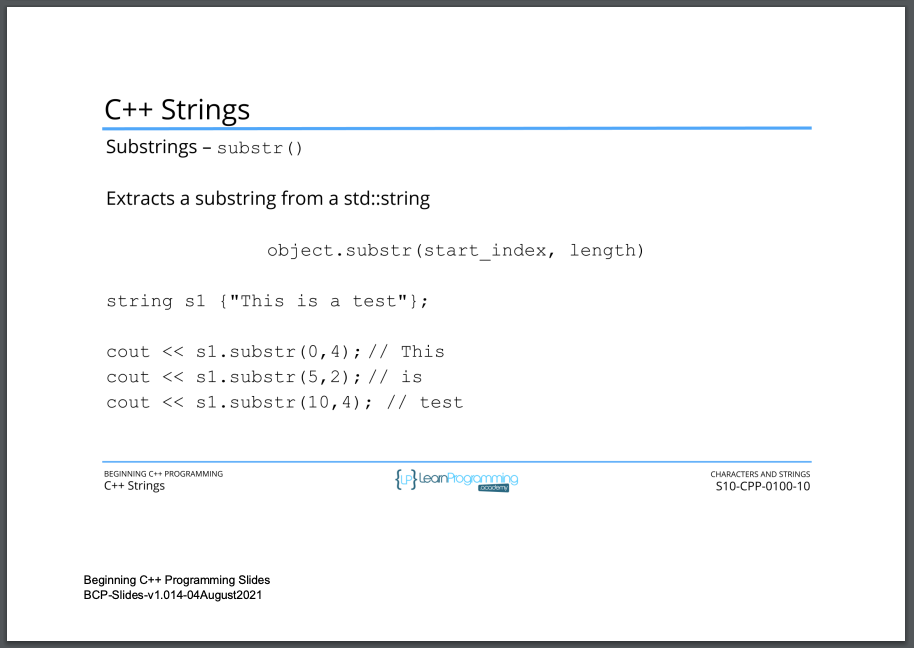 C++ Strings
Substrings – substr()
Extracts a substring from a std::string
object.substr(start_index, length)
string s1 {"This is a test"};
cout << s1.substr(0,4); // This
cout << s1.substr(5,2); // is
cout << s1.substr(10,4); // test
BEGINNING C++ PROGRAMMING
C++ Strings
{LP} LearnProgramming
academy
CHARACTERS AND STRINGS
S10-CPP-0100-10
Beginning C++ Programming Slides
BCP-Slides-v1.014-04August2021